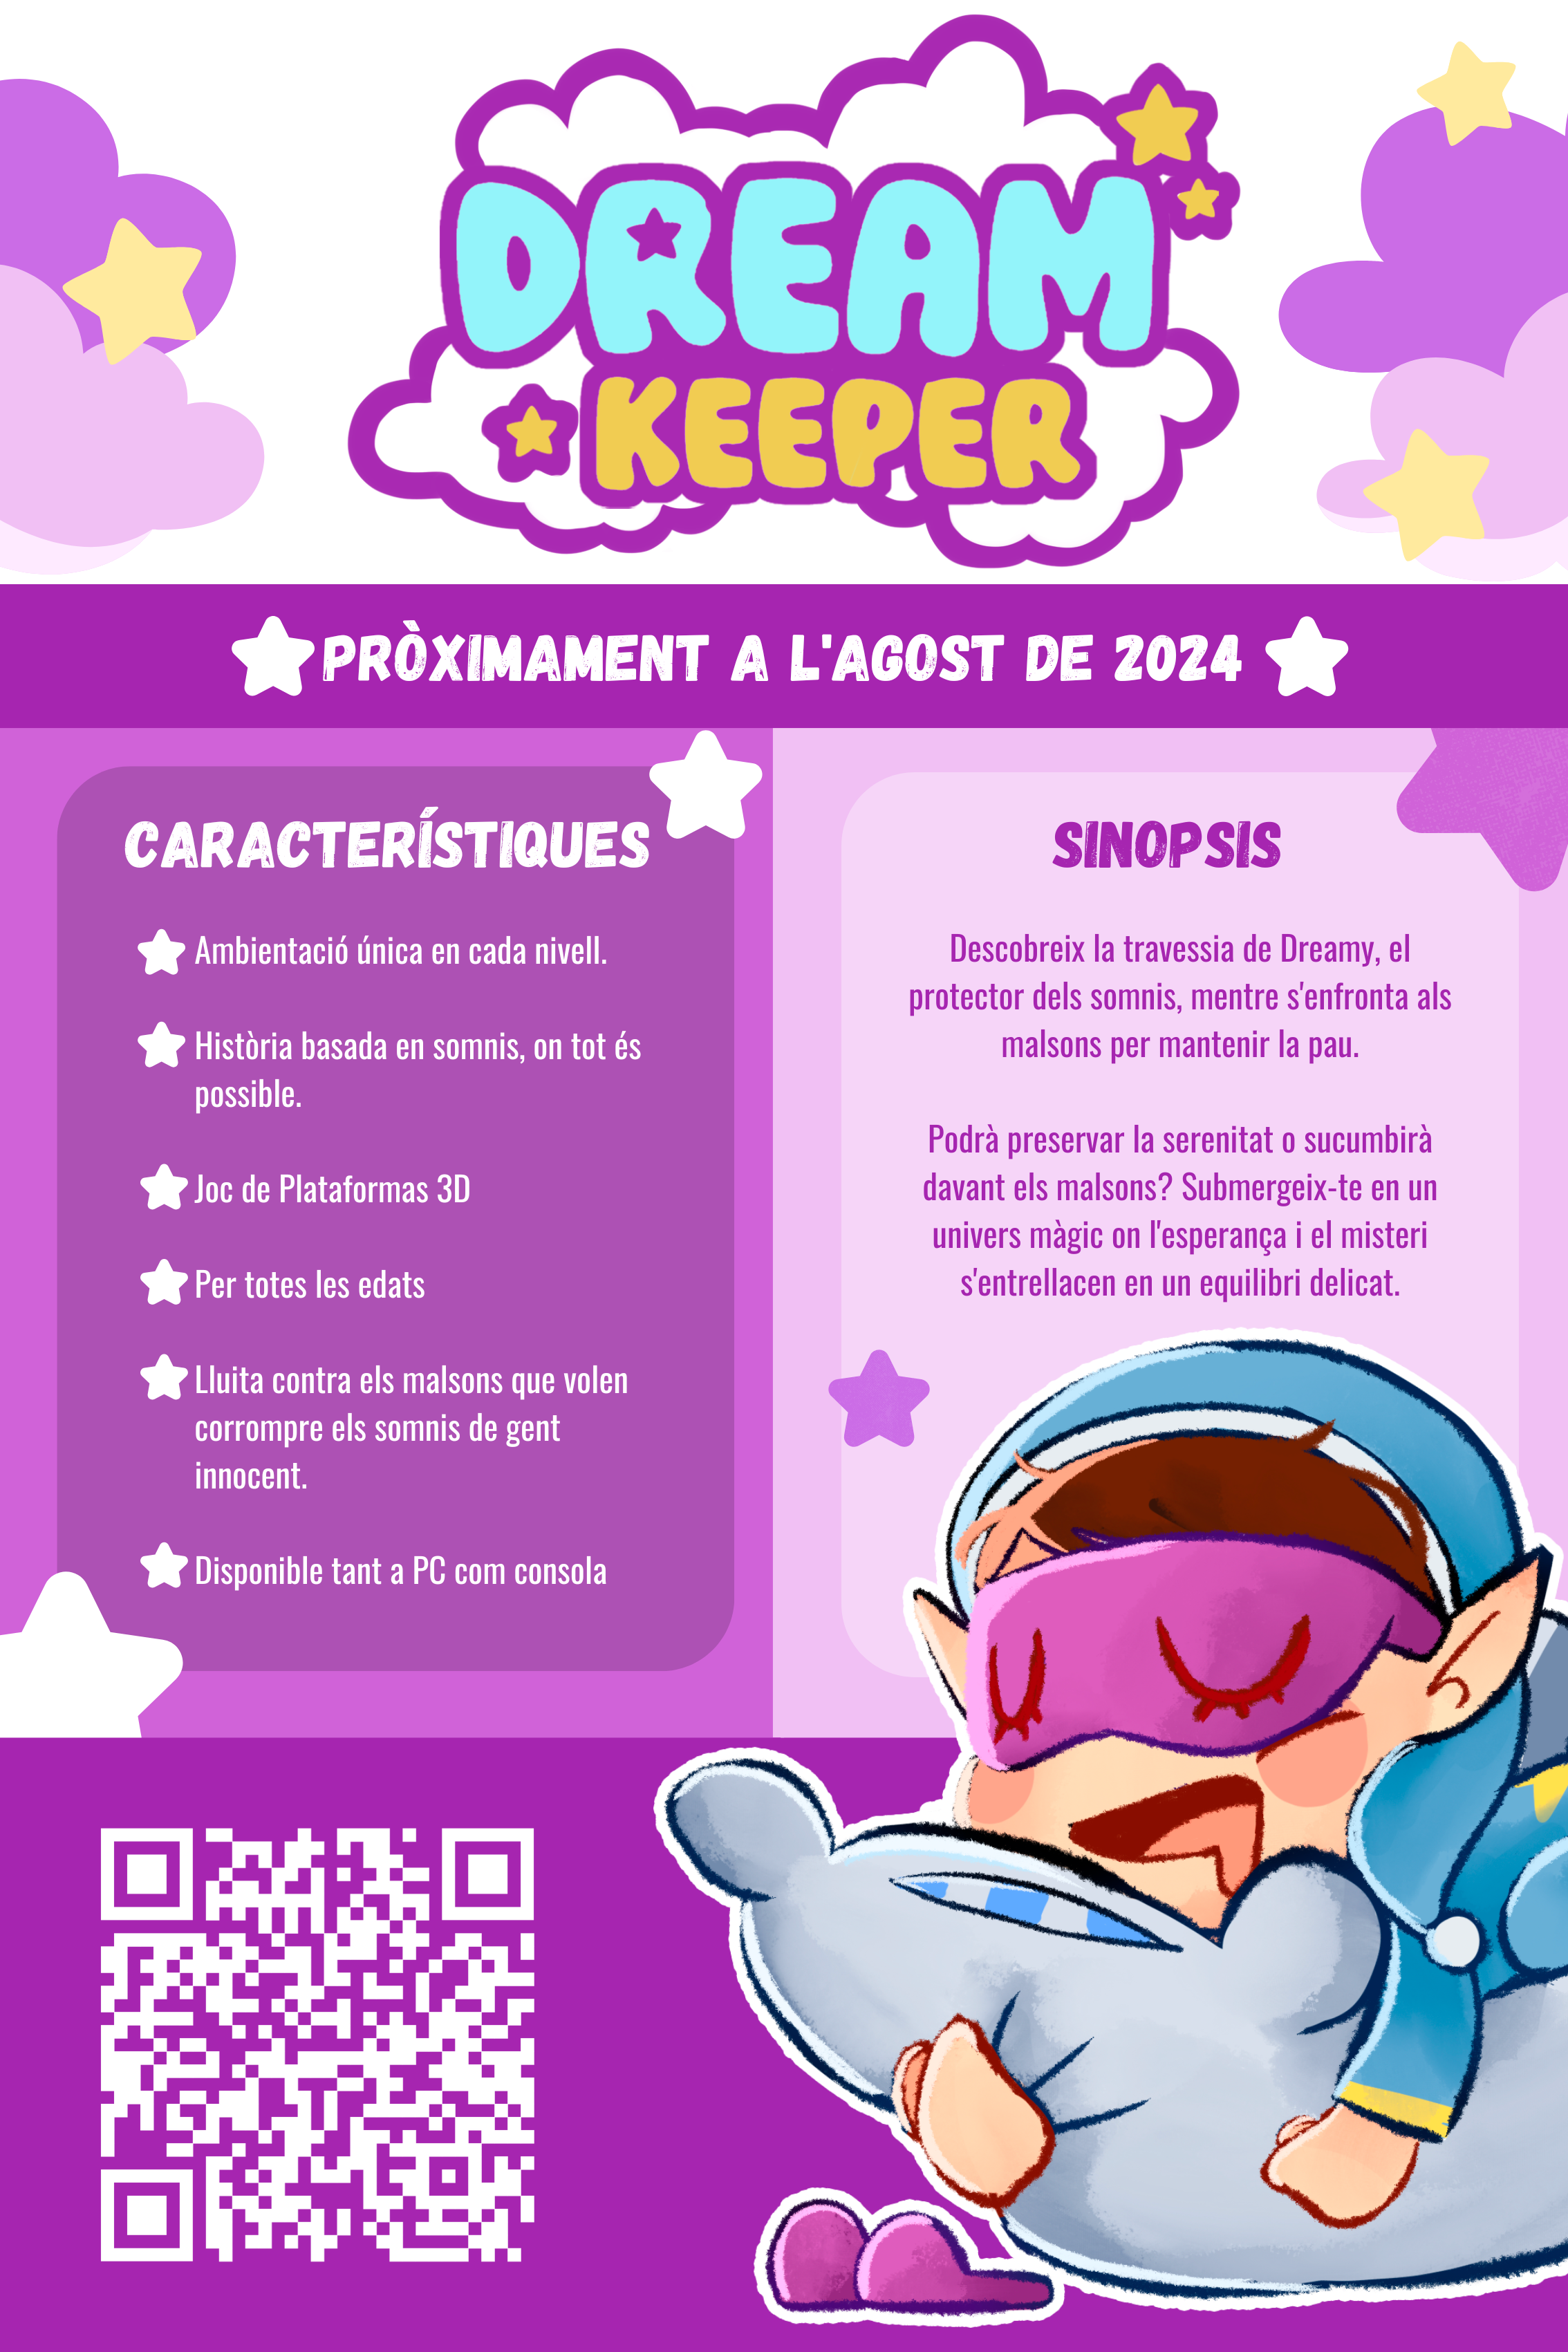 DREAM
KEEPER
PRÒXIMAMENT A L'AGOST DE 2024
CARACTERÍSTIQUES
Ambientació única en cada nivell.
Història basada en somnis, on tot és
possible.
Joc de Plataformas 3D
Per totes les edats
Lluita contra els malsons que volen
corrompre els somnis de gent
innocent.
Disponible tant a PC com consola
SINOPSIS
Descobreix la travessia de Dreamy, el
protector dels somnis, mentre s'enfronta als
malsons per mantenir la pau.
Podrà preservar la serenitat o sucumbirà
davant els malsons? Submergeix-te en un
univers màgic on l'esperança i el misteri
s'entrellacen en un equilibri delicat.